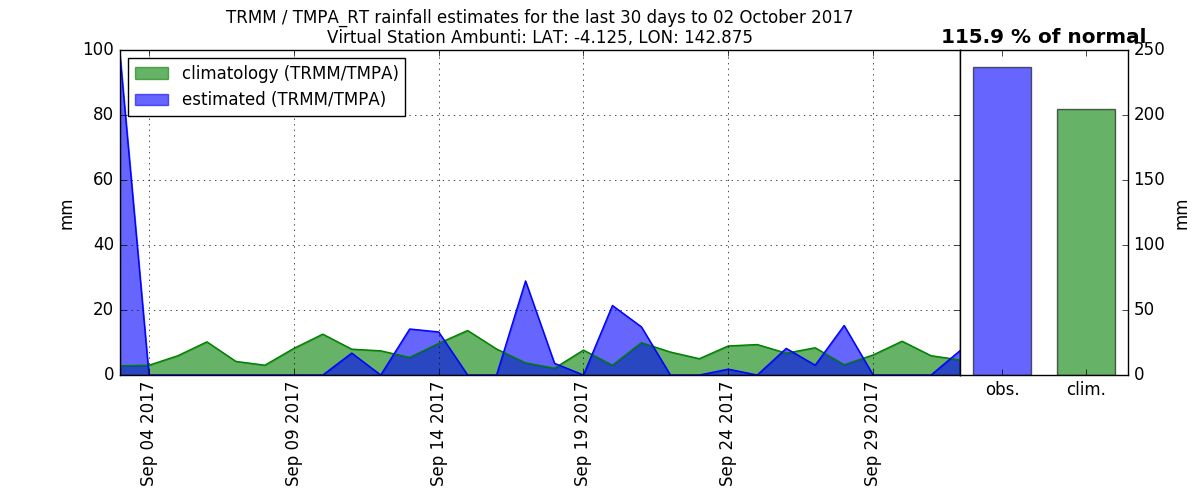 TRMM / TMPA_RT rainfall estimates for the last 30 days to 02 October 2017
Virtual Station Ambunti: LAT: -4.125, LON: 142.875
115.9 % of normal
climatology (TRMM/TMPA)
estimated (TRMM/TMPA)
100
80
60
40
20
0
mm
250
200
150
100
50
0
mm
Sep 04 2017
Sep 09 2017
Sep 14 2017
Sep 19 2017
Sep 24 2017
Sep 29 2017
obs.
clim.